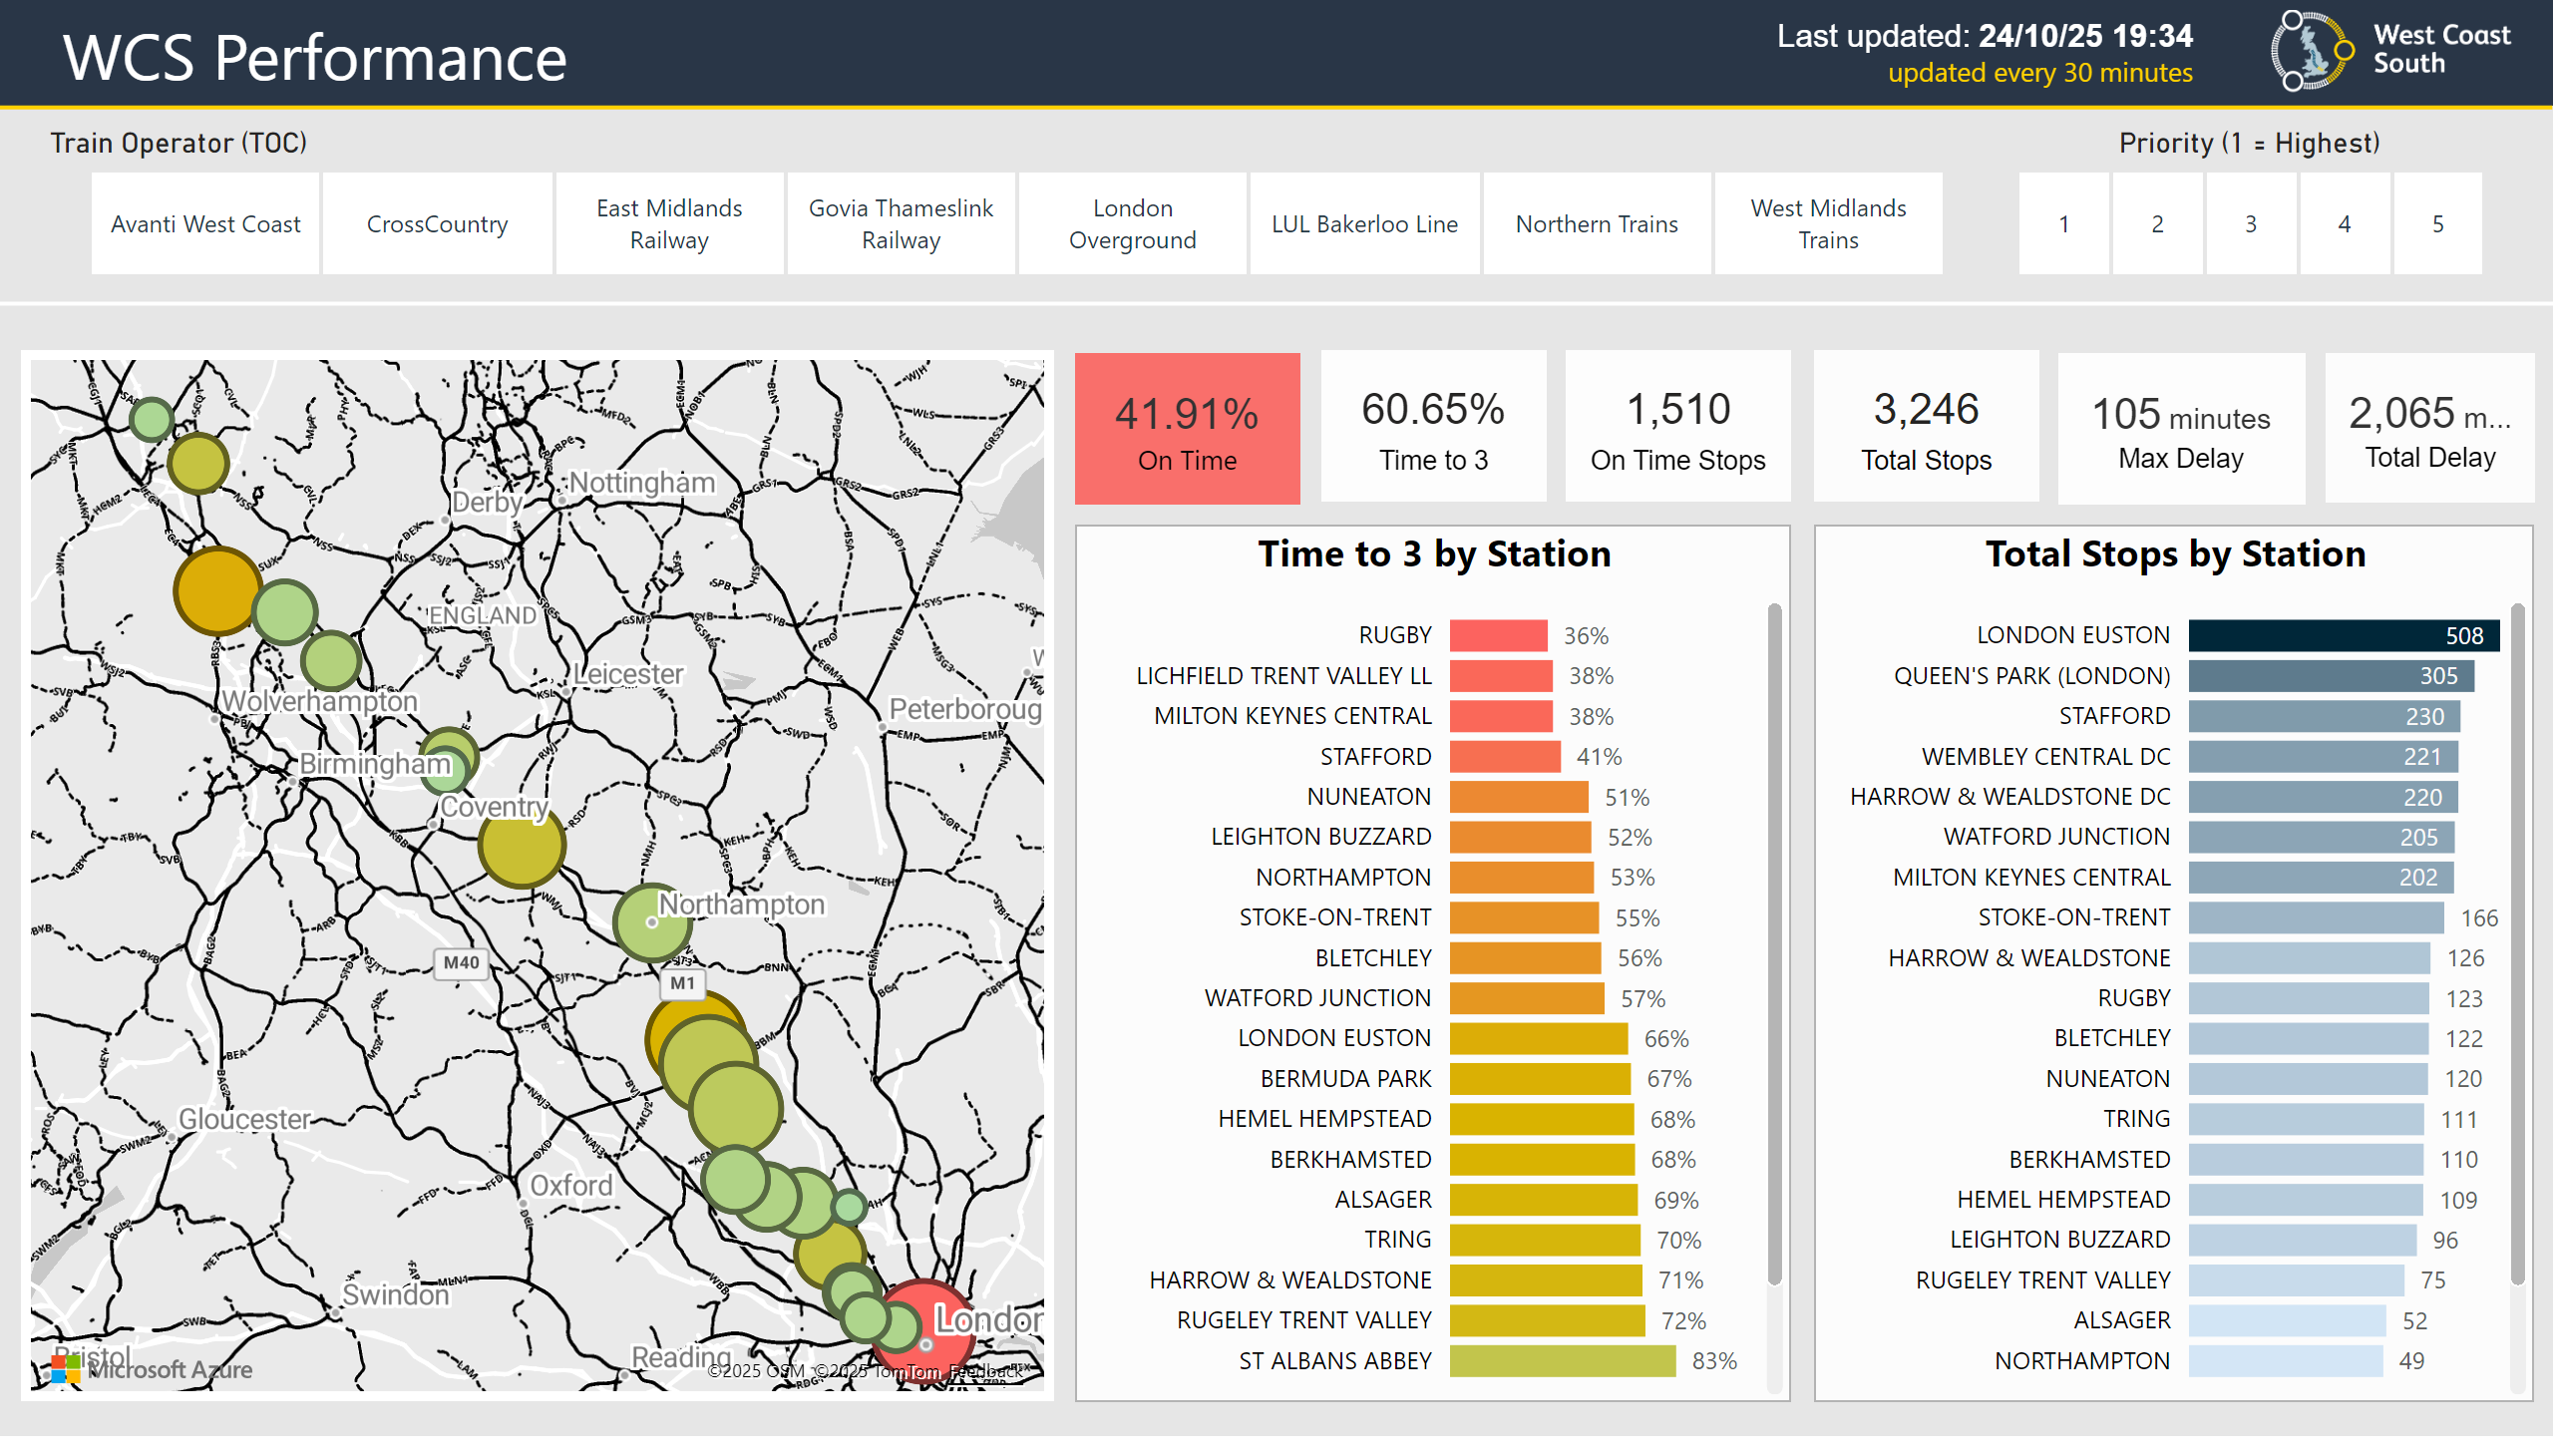 WCS Performance
Last updated: 24/10/25 19:34
updated every 30 minutes
West Coast
South
Train Operator (TOC)
Priority (1 = Highest)
Avanti West Coast
CrossCountry
East Midlands
Railway
Govia Thameslink
Railway
London
Overground
LUL Bakerloo Line
Northern Trains
West Midlands
Trains
1
2
3
4
5
41.91%
On Time
60.65%
Time to 3
1,510
On Time Stops
3,246
Total Stops
105 minutes
Max Delay
2,065 m...
Total Delay
Nottingham
Derby
ENGLAND
Leicester
Wolverhampton
Peterboroug
Birmingham
Coventry
Northampton
M40
M1
Gloucester
Oxford
Swindon
London
Bristol
Reading
Microsoft Azure
©2025 OSM ©2025 TomTom Feedback
Time to 3 by Station
RUGBY 36%
LICHFIELD TRENT VALLEY LL 38%
MILTON KEYNES CENTRAL 38%
STAFFORD 41%
NUNEATON 51%
LEIGHTON BUZZARD 52%
NORTHAMPTON 53%
STOKE-ON-TRENT 55%
BLETCHLEY 56%
WATFORD JUNCTION 57%
LONDON EUSTON 66%
BERMUDA PARK 67%
HEMEL HEMPSTEAD 68%
BERKHAMSTED 68%
ALSAGER 69%
TRING 70%
HARROW & WEALDSTONE 71%
RUGELEY TRENT VALLEY 72%
ST ALBANS ABBEY 83%
Total Stops by Station
LONDON EUSTON 508
QUEEN'S PARK (LONDON) 305
STAFFORD 230
WEMBLEY CENTRAL DC 221
HARROW & WEALDSTONE DC 220
WATFORD JUNCTION 205
MILTON KEYNES CENTRAL 202
STOKE-ON-TRENT 166
HARROW & WEALDSTONE 126
RUGBY 123
BLETCHLEY 122
NUNEATON 120
TRING 111
BERKHAMSTED 110
HEMEL HEMPSTEAD 109
LEIGHTON BUZZARD 96
RUGELEY TRENT VALLEY 75
ALSAGER 52
NORTHAMPTON 49